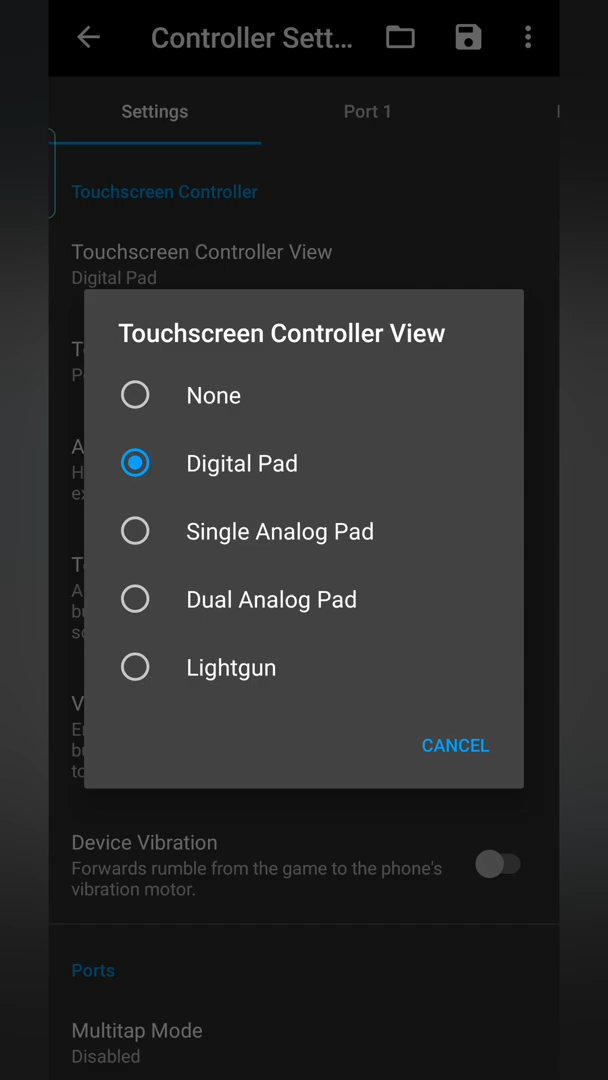 Controller Sett...
Settings
Port 1
Touchscreen Controller
Touchscreen Controller View
Digital Pad
Touchscreen Controller View
None
Digital Pad
Single Analog Pad
Dual Analog Pad
Lightgun
CANCEL
Device Vibration
Forwards rumble from the game to the phone's
vibration motor.
Ports
Multitap Mode
Disabled